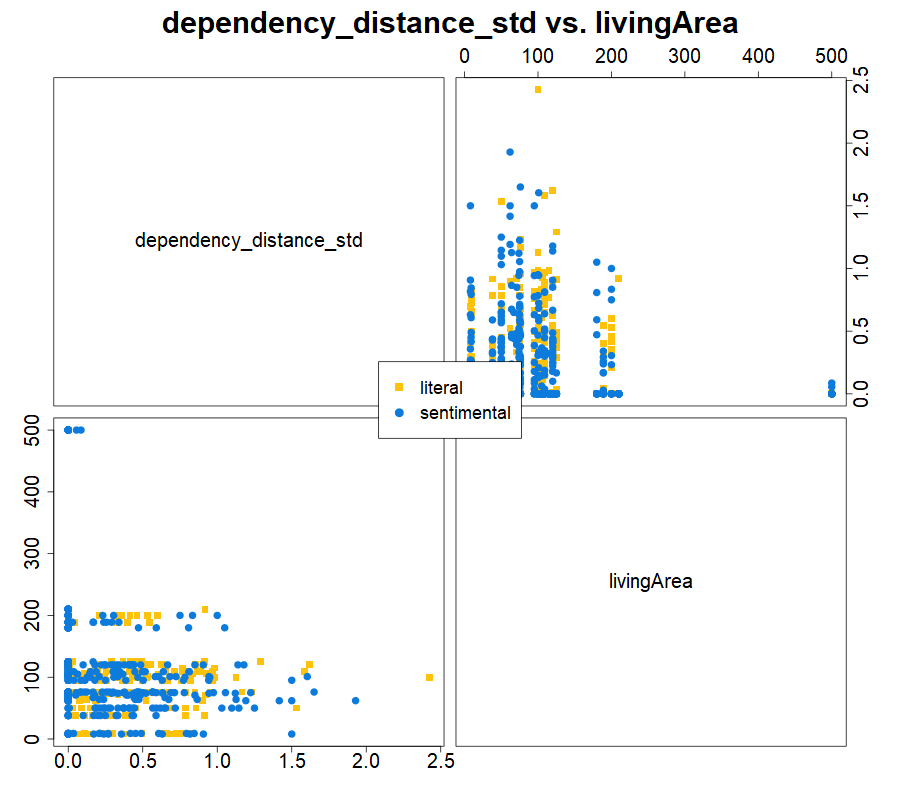 dependency_distance_std vs. livingArea
0 100 200 300 400 500
dependency_distance_std
0.0 0.5 1.0 1.5 2.0 2.5
literal
sentimental
0 100 200 300 400 500
livingArea
0.0 0.5 1.0 1.5 2.0 2.5